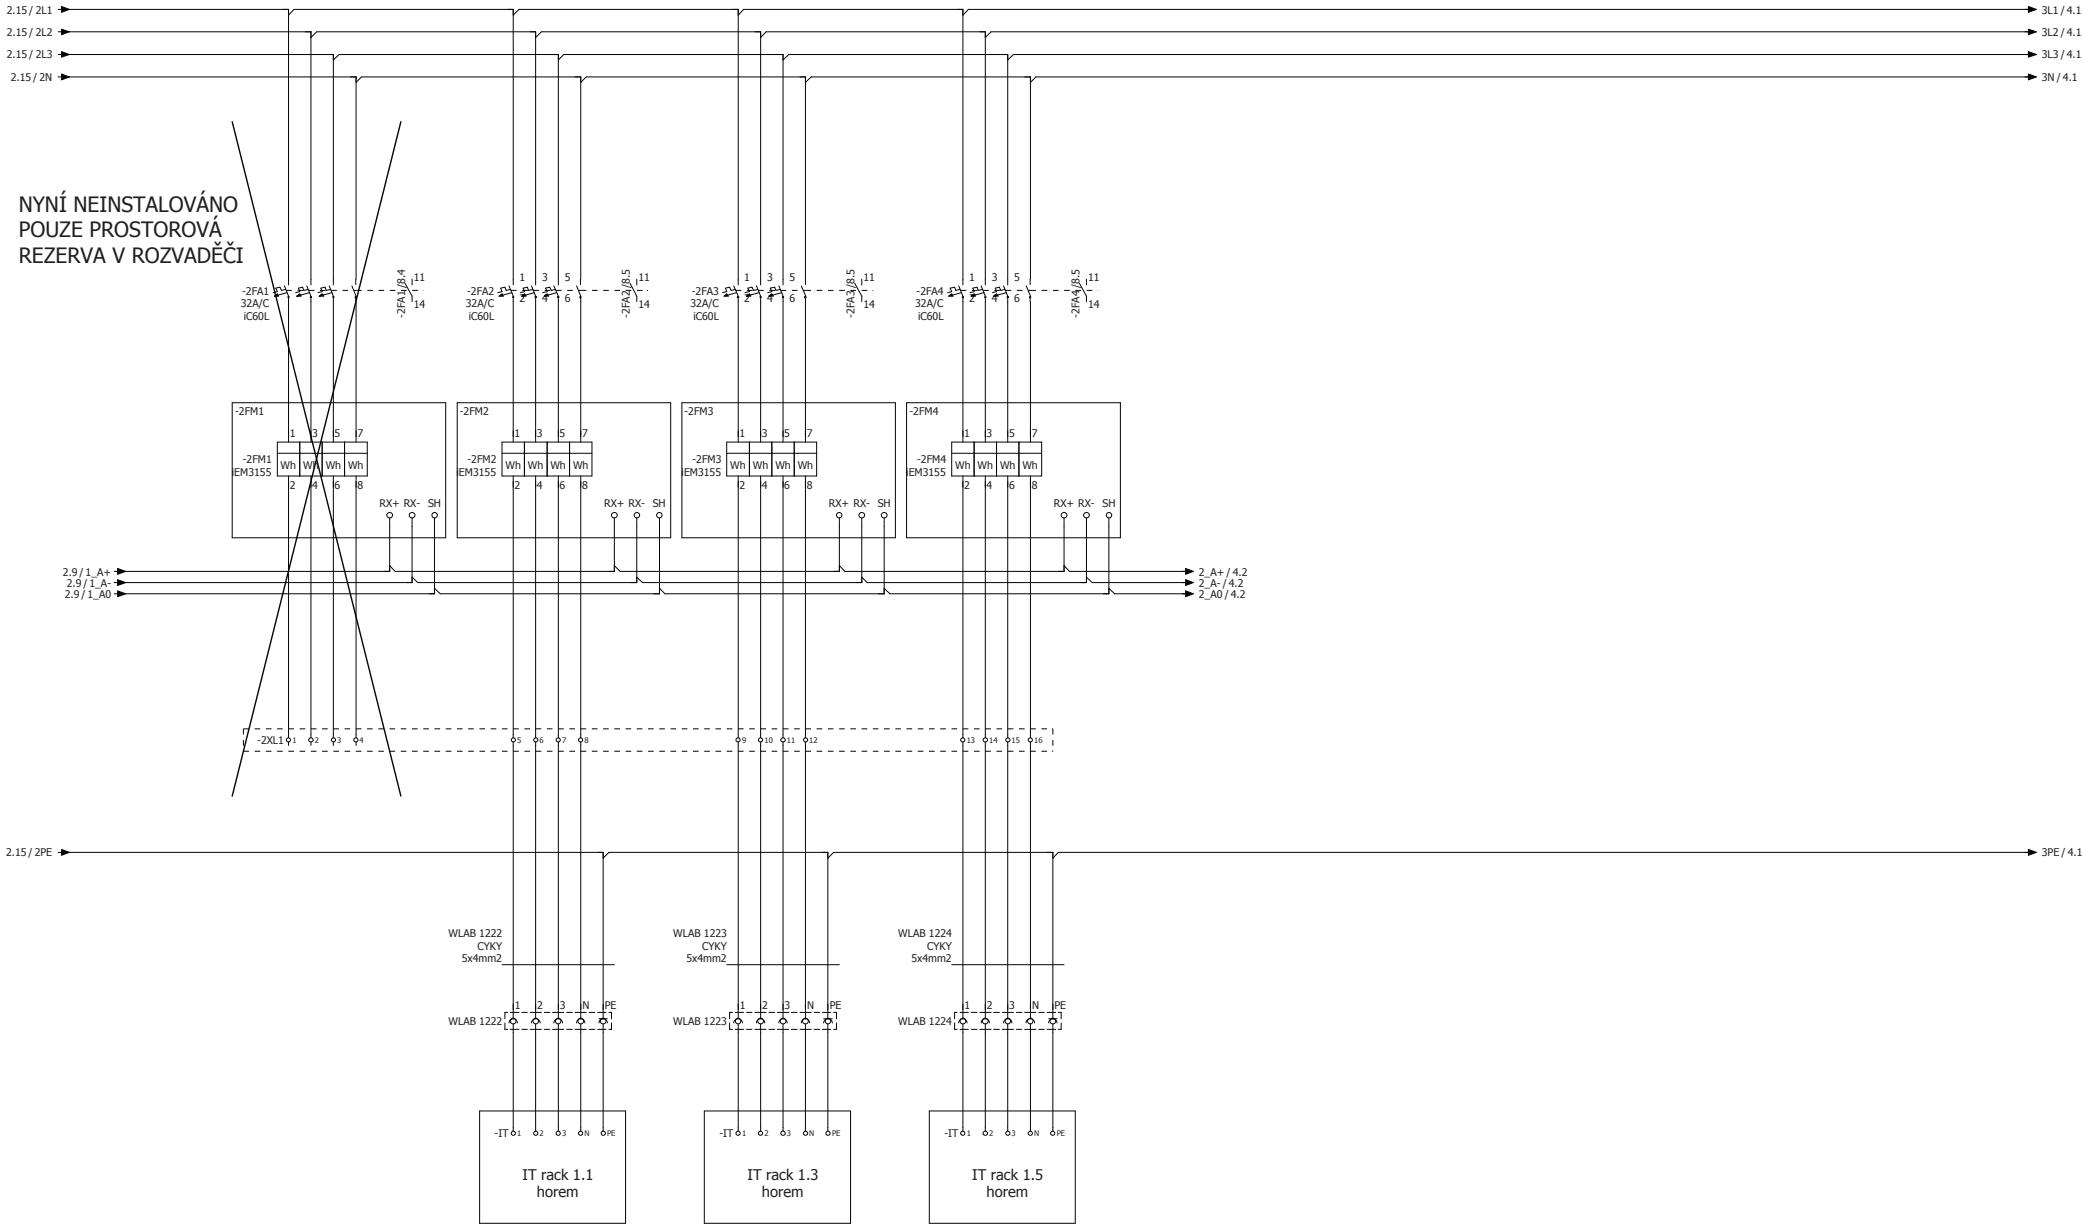 2.15/2L1
3L1/4.1
2.15/2L2
3L2/4.1
2.15/2L3
3L3/4.1
2.15/2N
3N/4.1
NYNÍ NEINSTALOVÁNO
POUZE PROSTOROVÁ
REZERVA V ROZVADĚČI
-2FA1
32A/C
iC60L
-2FA1/8.4
11
14
-2FA2
32A/C
iC60L
1 3 5
2 4 6
-2FA2/8.5
11
14
-2FA3
32A/C
iC60L
1 3 5
2 4 6
-2FA3/8.5
11
14
-2FA4
32A/C
iC60L
1 3 5
2 4 6
-2FA4/8.5
11
14
-2FM1
1 3 5 7
-2FM1
iEM3155
Wh Wh Wh Wh
2 4 6 8
RX+ RX- SH
-2FM2
1 3 5 7
-2FM2
iEM3155
Wh Wh Wh Wh
2 4 6 8
RX+ RX- SH
-2FM3
1 3 5 7
-2FM3
iEM3155
Wh Wh Wh Wh
2 4 6 8
RX+ RX- SH
-2FM4
1 3 5 7
-2FM4
iEM3155
Wh Wh Wh Wh
2 4 6 8
RX+ RX- SH
2.9/1_A+
2_A+/4.2
2.9/1_A-
2_A-/4.2
2.9/1_A0
2_A0/4.2
-2XL1 1 2 3 4 5 6 7 8 9 10 11 12 13 14 15 16
2.15/2PE
3PE/4.1
WLAB 1222
CYKY
5x4mm2
WLAB 1223
CYKY
5x4mm2
WLAB 1224
CYKY
5x4mm2
1 2 3 N PE
WLAB 1222
1 2 3 N PE
WLAB 1223
1 2 3 N PE
WLAB 1224
-IT 1 2 3 N PE
IT rack 1.1
horem
-IT 1 2 3 N PE
IT rack 1.3
horem
-IT 1 2 3 N PE
IT rack 1.5
horem